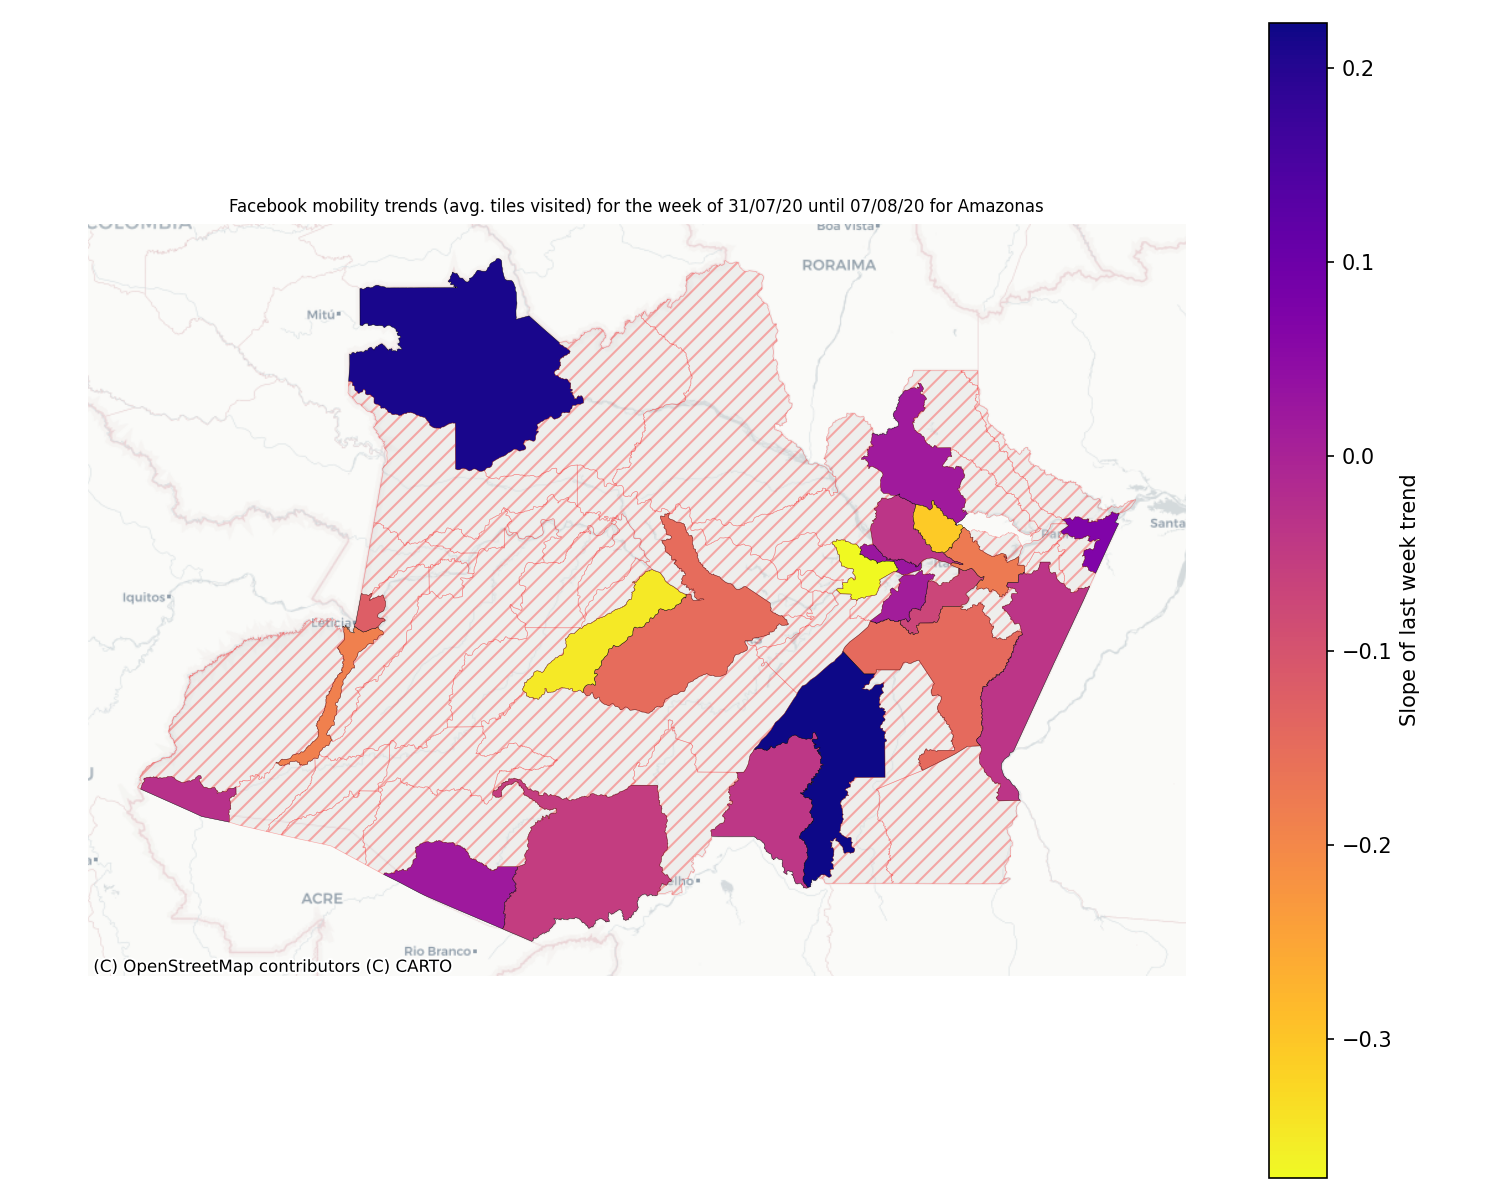 Facebook mobility trends (avg. tiles visited) for the week of 31/07/20 until 07/08/20 for Amazonas
COLOMBIA
Boa Vista
RORAIMA
Mitú
Santa
Iquitos
Leticia
ACRE
Rio Branco
(C) OpenStreetMap contributors (C) CARTO
0.2
0.1
0.0
−0.1
−0.2
−0.3
Slope of last week trend